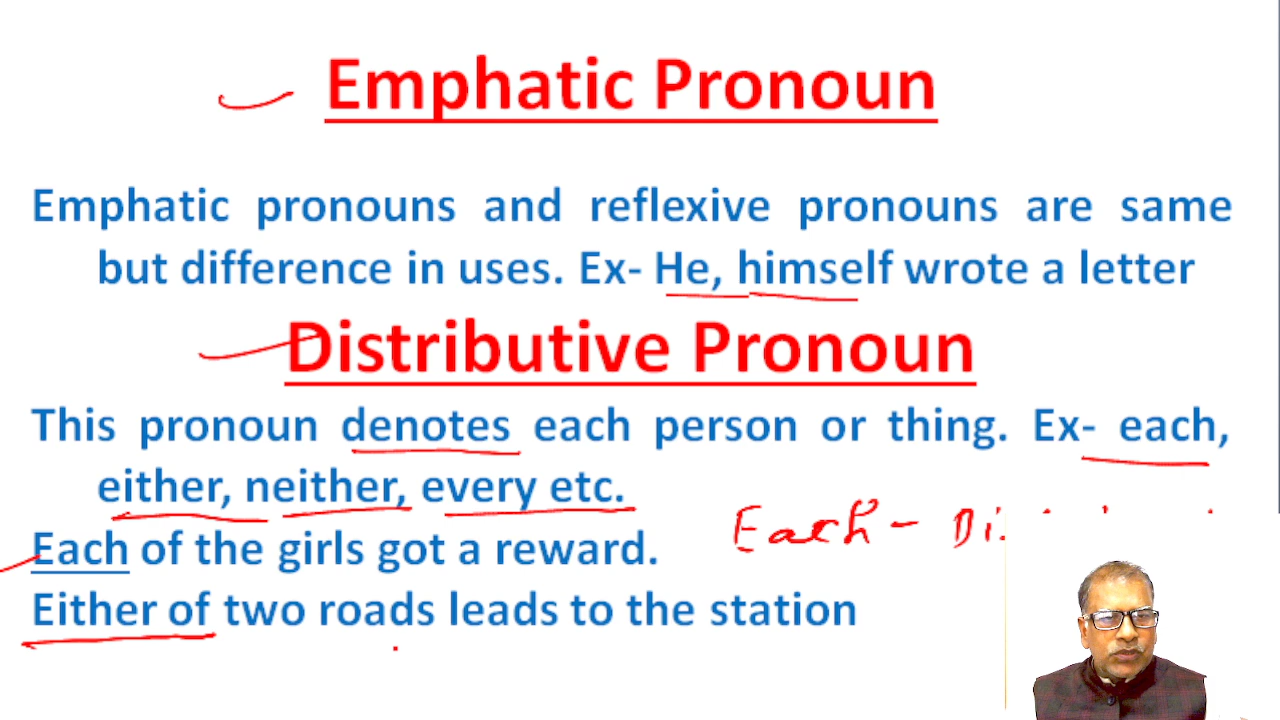 Emphatic Pronoun
Emphatic pronouns and reflexive pronouns are same
but difference in uses. Ex- He, himself wrote a letter
Distributive Pronoun
This pronoun denotes each person or thing. Ex- each,
either, neither, every etc.
Each of the girls got a reward.
Each -
Either of two roads leads to the station